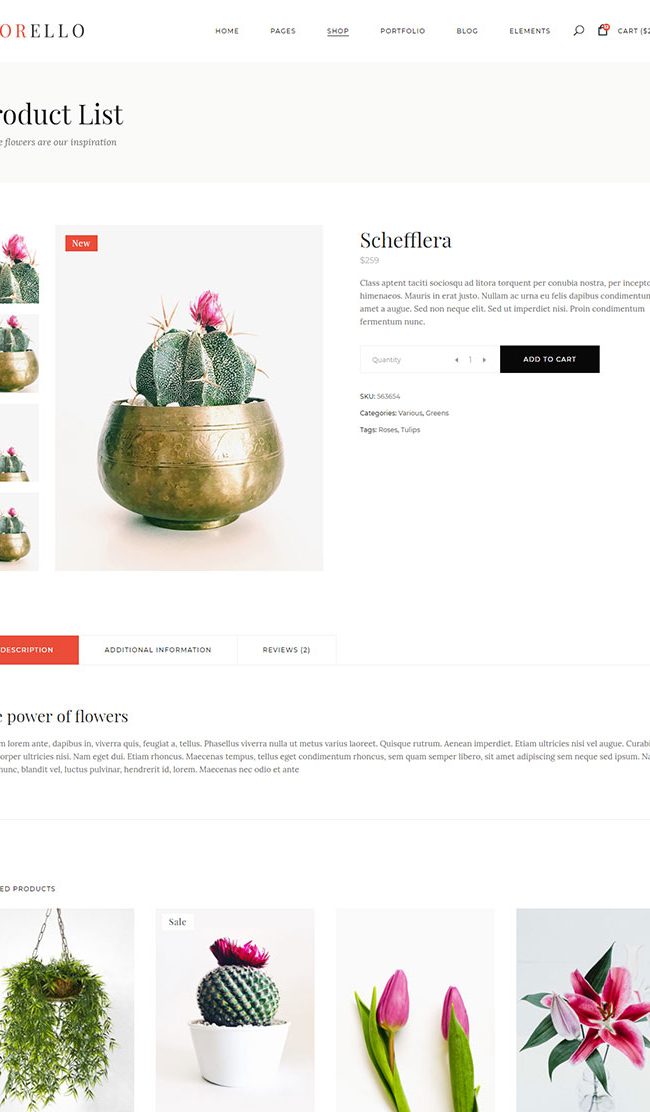 ORELLO
HOME PAGES SHOP PORTFOLIO BLOG ELEMENTS CART ($2
roduct List
e flowers are our inspiration
New
Schefflera
$259
Class aptent taciti sociosqu ad litora torquent per conubia nostra, per incepto
himenaeos. Mauris in erat justo. Nullam ac urna eu felis dapibus condimentum
amet a augue. Sed non neque elit. Sed ut imperdiet nisi. Proin condimentum
fermentum nunc.
Quantity 1 ADD TO CART
SKU: 563654
Categories: Various, Greens
Tags: Roses, Tulips
DESCRIPTION ADDITIONAL INFORMATION REVIEWS (2)
e power of flowers
m lorem ante, dapibus in, viverra quis, feugiat a, tellus. Phasellus viverra nulla ut metus varius laoreet. Quisque rutrum. Aenean imperdiet. Etiam ultricies nisi vel augue. Curabi
orper ultricies nisi. Nam eget dui. Etiam rhoncus. Maecenas tempus, tellus eget condimentum rhoncus, sem quam semper libero, sit amet adipiscing sem neque sed ipsum. Na
nunc, blandit vel, luctus pulvinar, hendrerit id, lorem. Maecenas nec odio et ante
ED PRODUCTS
Sale